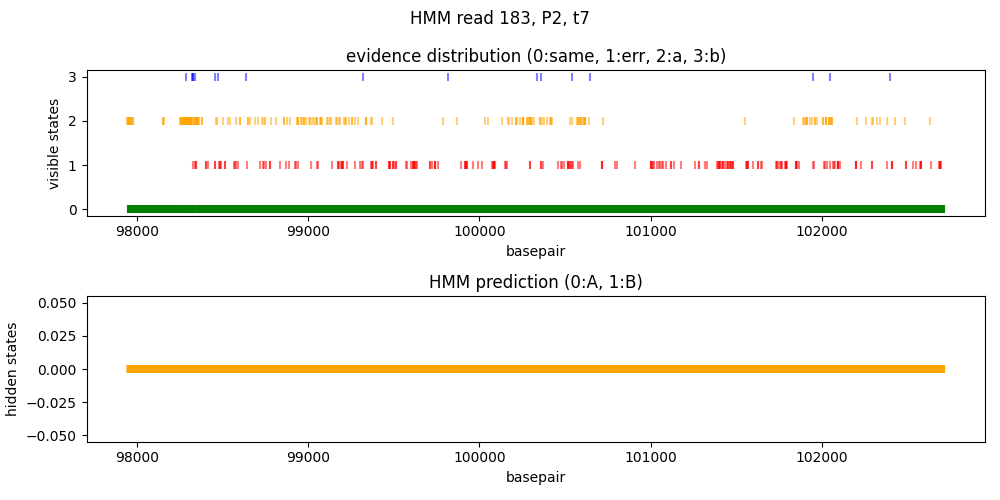 HMM read 183, P2, t7
evidence distribution (0:same, 1:err, 2:a, 3:b)
visible states
3
2
1
0
98000 99000 100000 101000 102000
basepair
HMM prediction (0:A, 1:B)
hidden states
0.050
0.025
0.000
−0.025
−0.050
98000 99000 100000 101000 102000
basepair